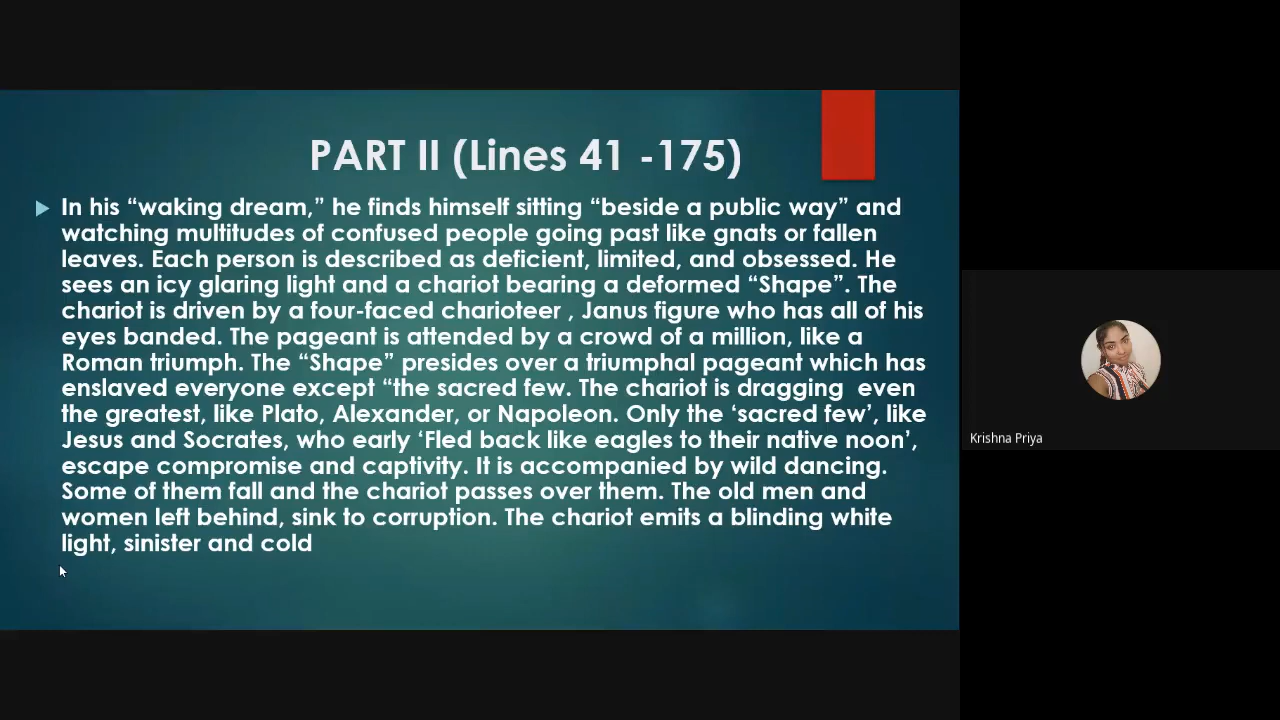 PART II (Lines 41 -175)
In his “waking dream,” he finds himself sitting “beside a public way” and
watching multitudes of confused people going past like gnats or fallen
leaves. Each person is described as deficient, limited, and obsessed. He
sees an icy glaring light and a chariot bearing a deformed “Shape”. The
chariot is driven by a four-faced charioteer , Janus figure who has all of his
eyes banded. The pageant is attended by a crowd of a million, like a
Roman triumph. The “Shape” presides over a triumphal pageant which has
enslaved everyone except “the sacred few. The chariot is dragging  even
the greatest, like Plato, Alexander, or Napoleon. Only the ‘sacred few’, like
Jesus and Socrates, who early ‘Fled back like eagles to their native noon’,
escape compromise and captivity. It is accompanied by wild dancing.
Some of them fall and the chariot passes over them. The old men and
women left behind, sink to corruption. The chariot emits a blinding white
light, sinister and cold
Krishna Priya